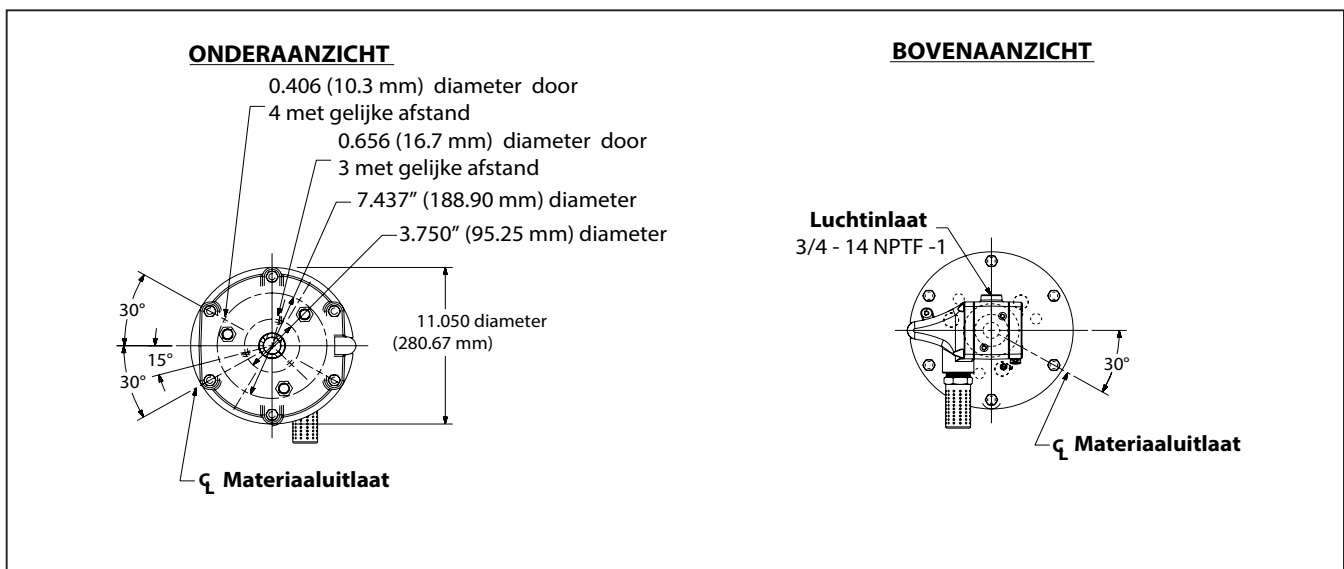 ONDERAANZICHT
0.406 (10.3 mm) diameter door
4 met gelijke afstand
0.656 (16.7 mm) diameter door
3 met gelijke afstand
7.437” (188.90 mm) diameter
3.750” (95.25 mm) diameter
30°
15°
30°
11.050 diameter
(280.67 mm)
℄ Materiaaluitlaat
BOVENAANZICHT
Luchtinlaat
3/4 - 14 NPTF -1
30°
℄ Materiaaluitlaat